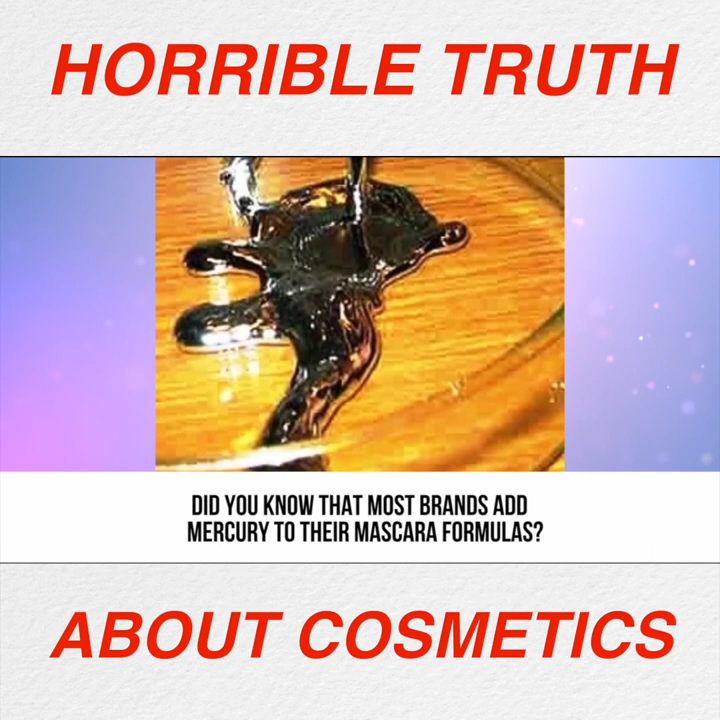 HORRIBLE TRUTH
DID YOU KNOW THAT MOST BRANDS ADD
MERCURY TO THEIR MASCARA FORMULAS?
ABOUT COSMETICS